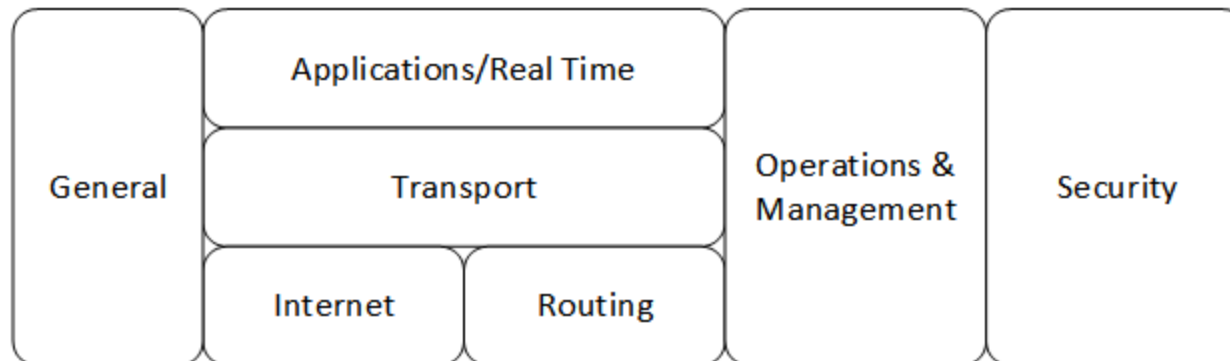 General
Applications/Real Time
Transport
Internet
Routing
Operations &
Management
Security